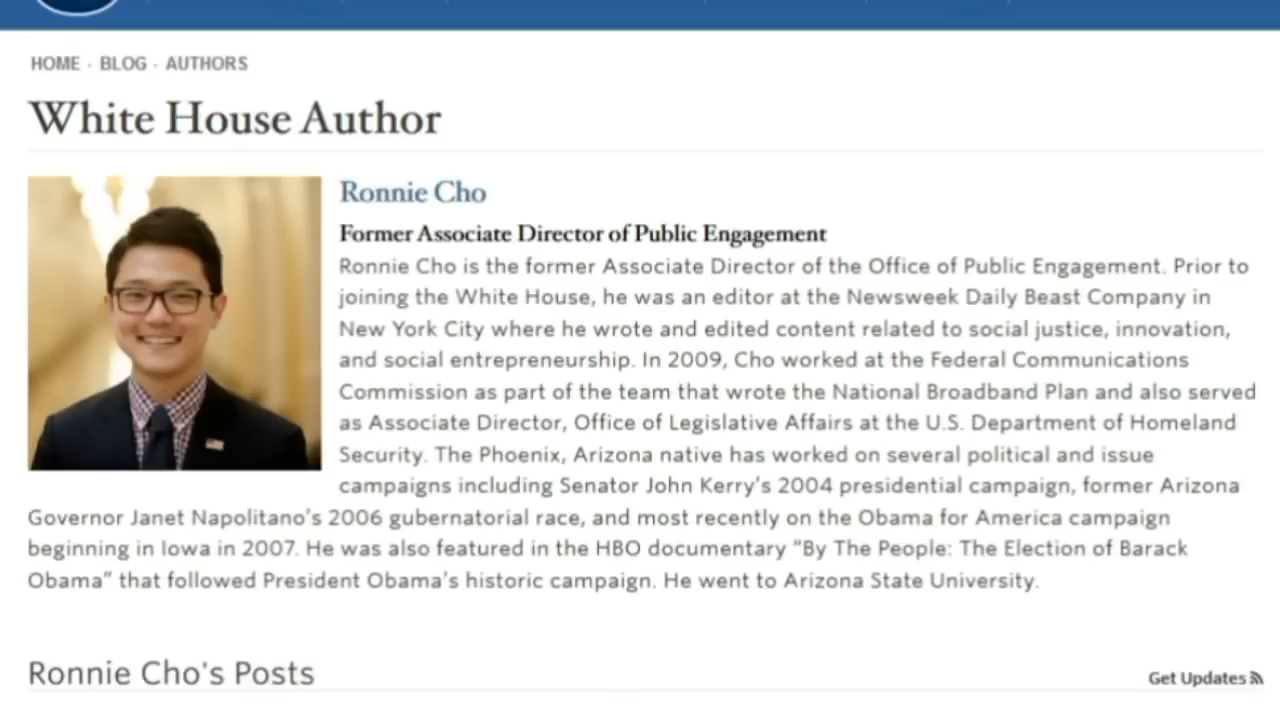 HOME · BLOG · AUTHORS
White House Author
Ronnie Cho
Former Associate Director of Public Engagement
Ronnie Cho is the former Associate Director of the Office of Public Engagement. Prior to
joining the White House, he was an editor at the Newsweek Daily Beast Company in
New York City where he wrote and edited content related to social justice, innovation,
and social entrepreneurship. In 2009, Cho worked at the Federal Communications
Commission as part of the team that wrote the National Broadband Plan and also served
as Associate Director, Office of Legislative Affairs at the U.S. Department of Homeland
Security. The Phoenix, Arizona native has worked on several political and issue
campaigns including Senator John Kerry's 2004 presidential campaign, former Arizona
Governor Janet Napolitano's 2006 gubernatorial race, and most recently on the Obama for America campaign
beginning in Iowa in 2007. He was also featured in the HBO documentary “By The People: The Election of Barack
Obama” that followed President Obama's historic campaign. He went to Arizona State University.
Ronnie Cho's Posts
Get Updates